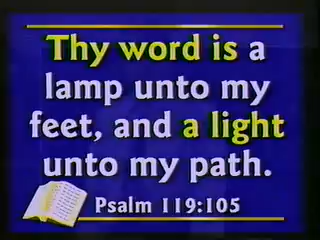 Thy word is a
lamp unto my
feet, and a light
unto my path.
Psalm 119:105